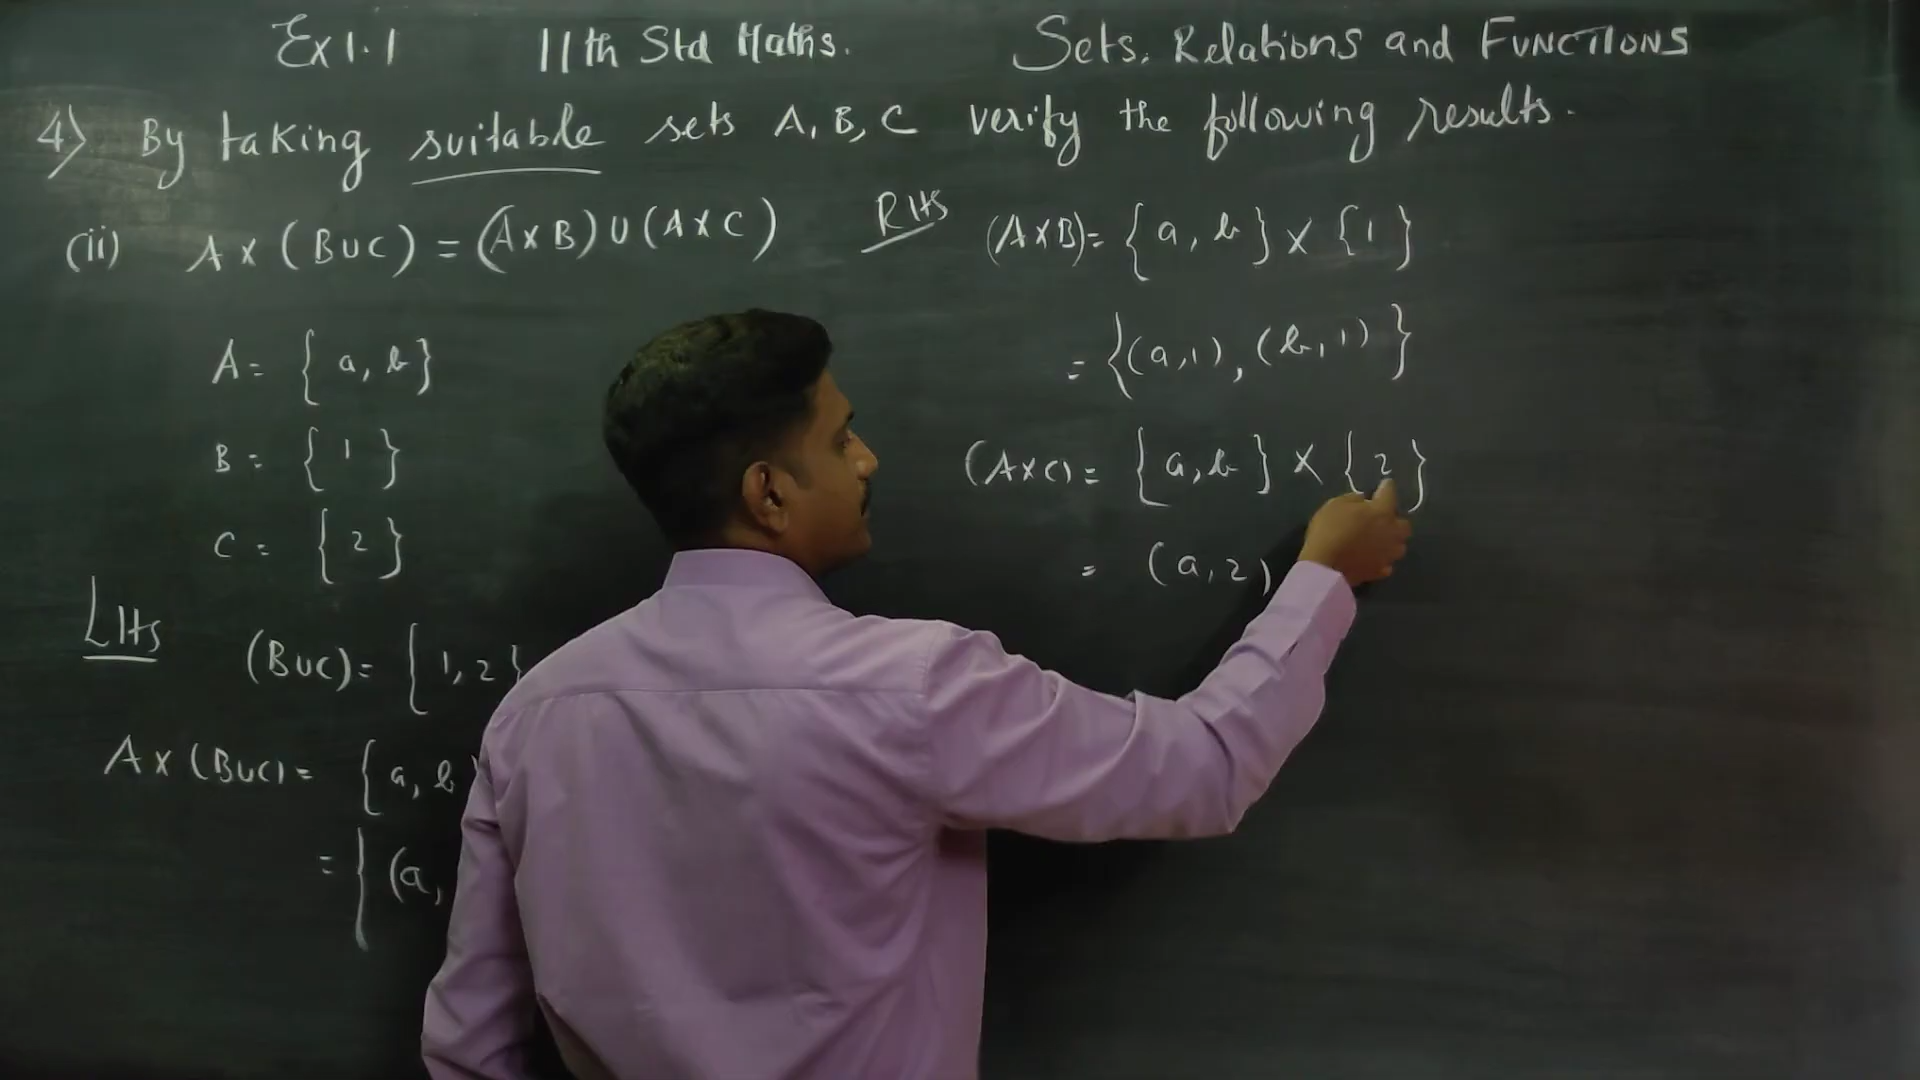 Ex 1.1 11th Std Maths. Sets, Relations and FUNCTIONS
4) By taking suitable sets A, B, C verify the following results.
(ii) A x (B∪C) = (A x B) ∪ (A x C)
A = { a, b }
B = { 1 }
C = { 2 }
LHS (B∪C) = { 1, 2 }
A x (B∪C) = { a, b
= { (a,
RHS (A x B) = { a, b } x { 1 }
= { (a,1), (b,1) }
(A x C) = { a, b } x { 2 }
= (a,2)